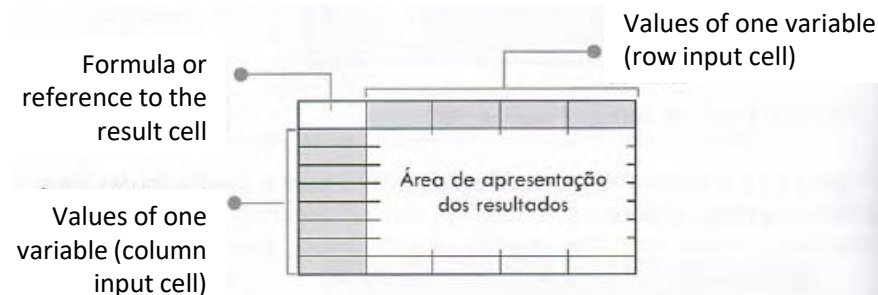 Values of one variable
(row input cell)
Formula or
reference to the
result cell
Área de apresentação
dos resultados
Values of one
variable (column
input cell)